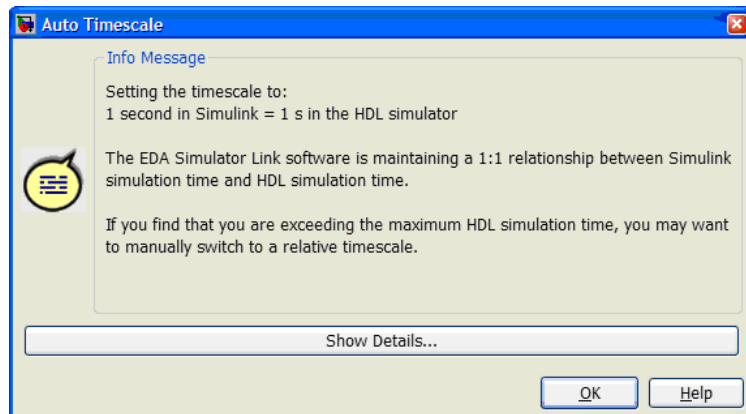 Auto Timescale
Info Message
Setting the timescale to:
1 second in Simulink = 1 s in the HDL simulator
The EDA Simulator Link software is maintaining a 1:1 relationship between Simulink
simulation time and HDL simulation time.
If you find that you are exceeding the maximum HDL simulation time, you may want
to manually switch to a relative timescale.
Show Details...
OK
Help